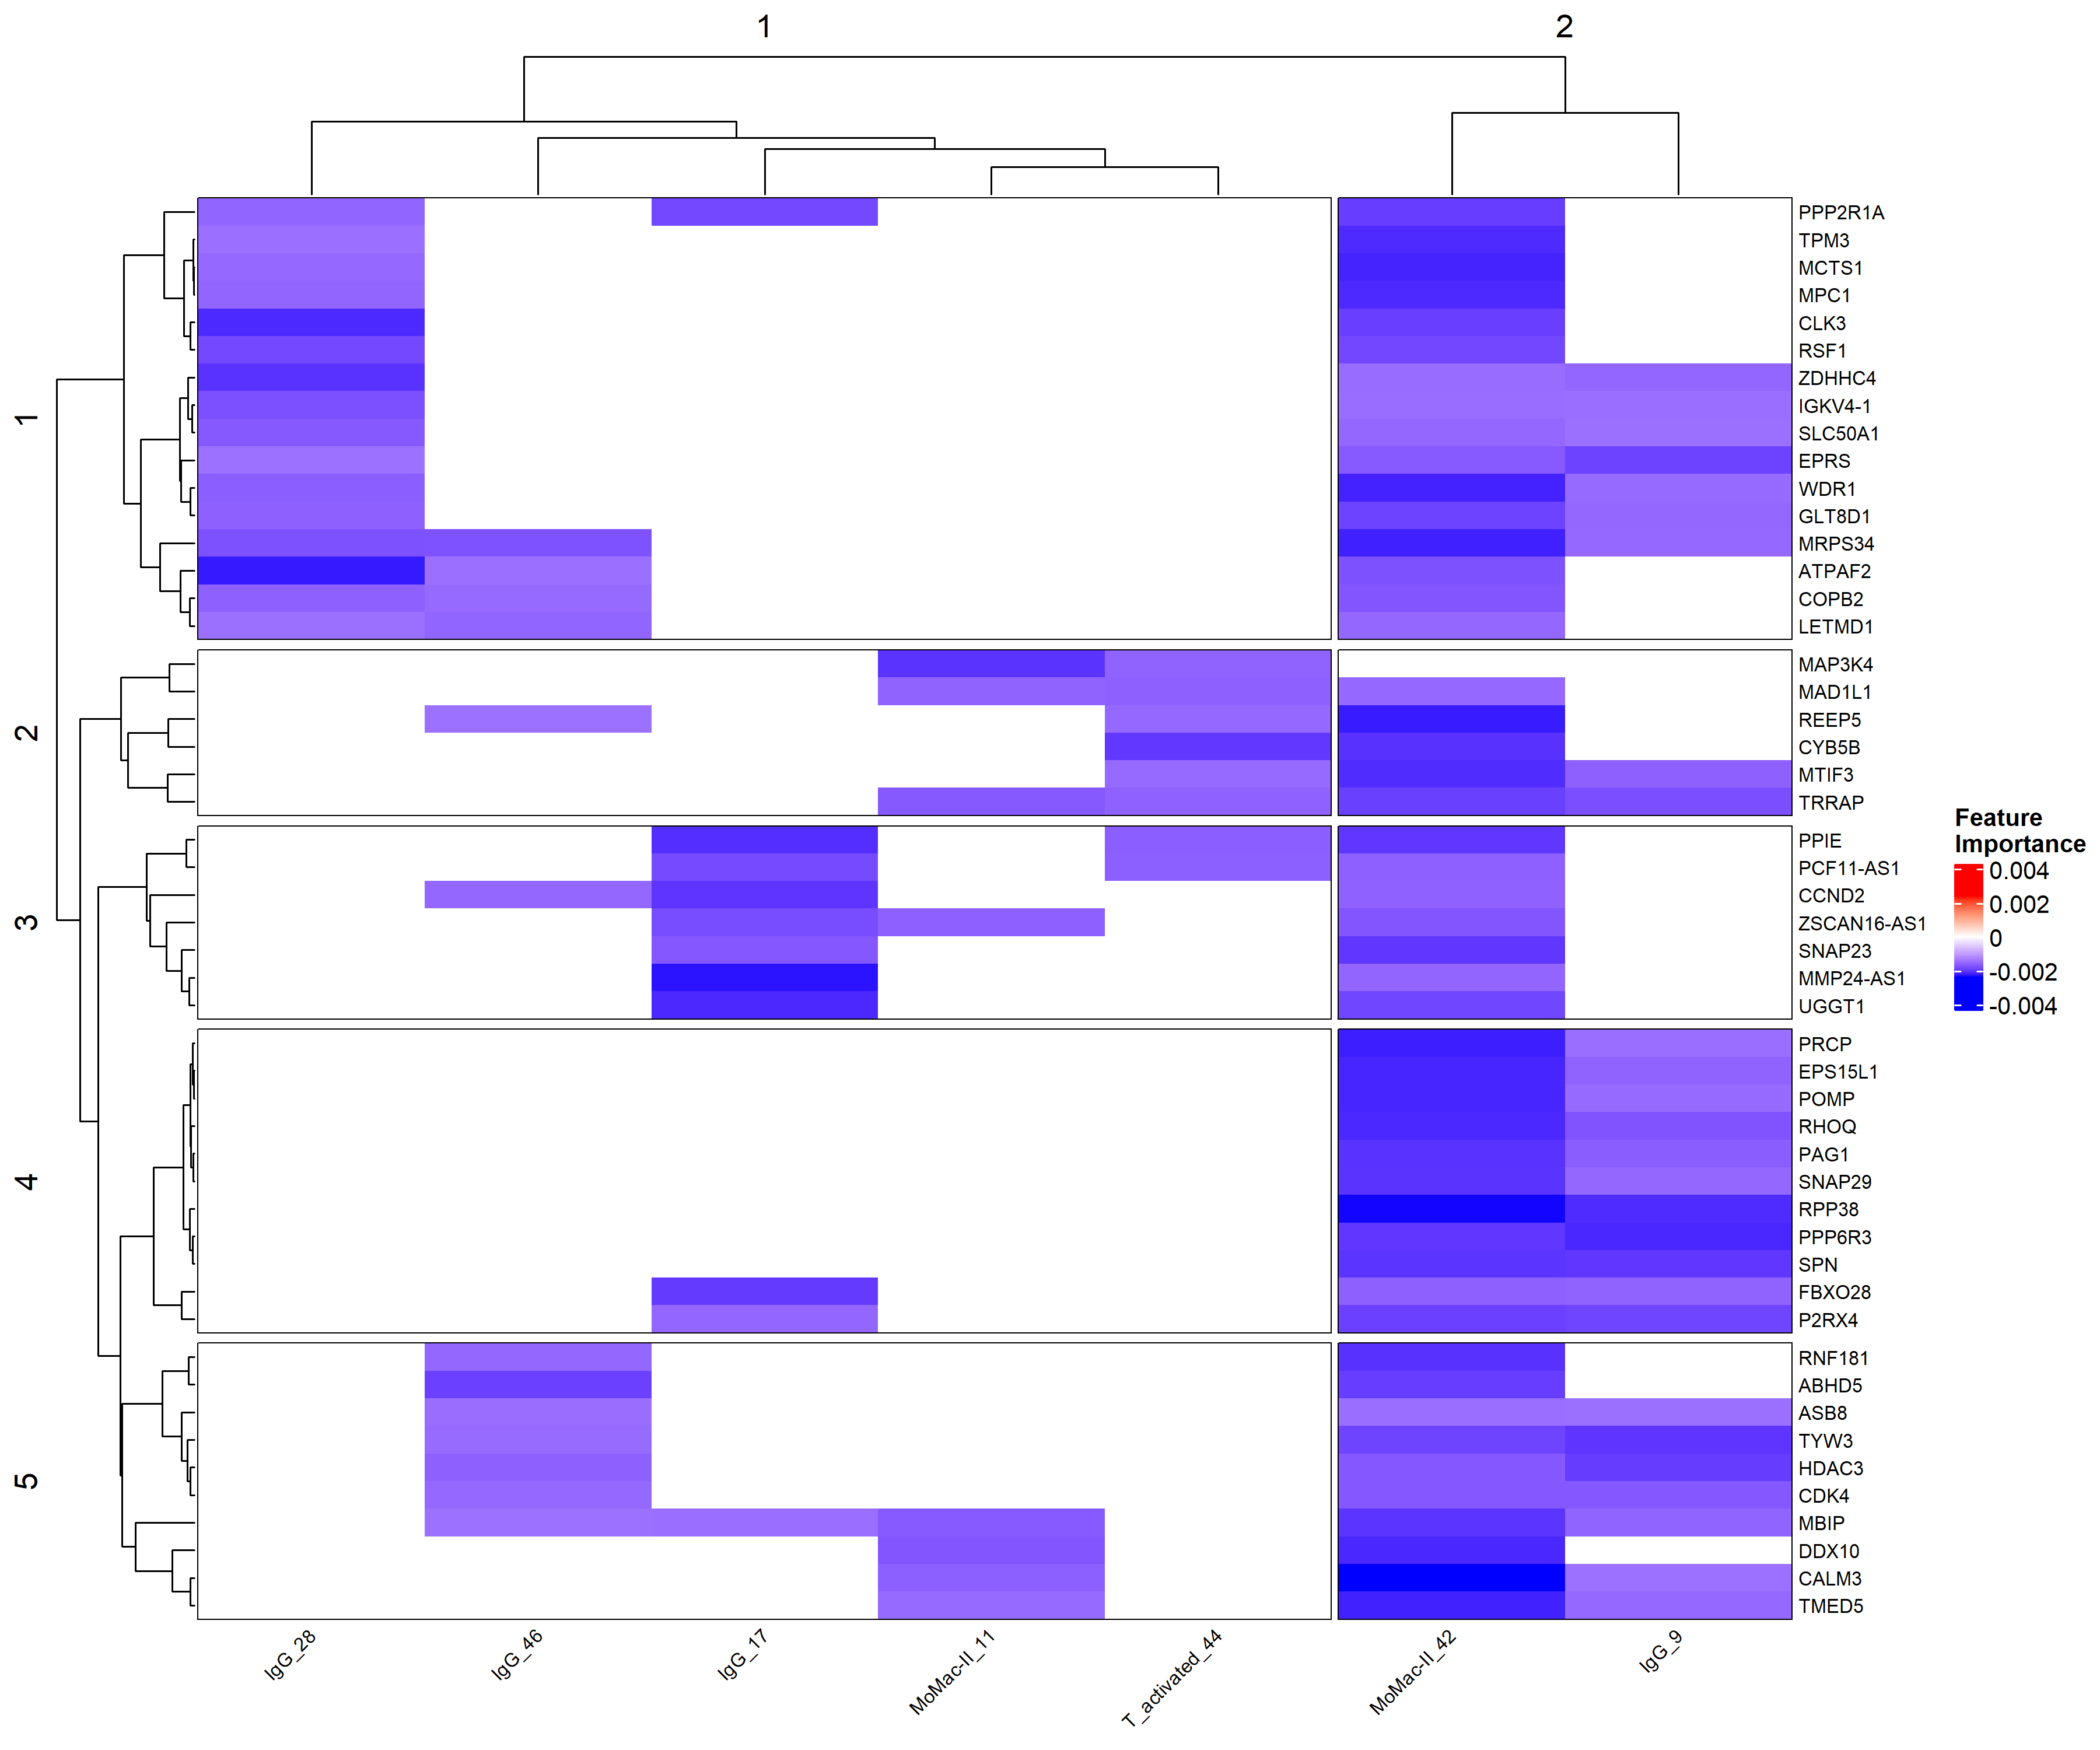 1
2
PPP2R1A
TPM3
MCTS1
MPC1
CLK3
RSF1
ZDHHC4
1
IGKV4-1
SLC50A1
EPRS
WDR1
GLT8D1
MRPS34
ATPAF2
COPB2
LETMD1
MAP3K4
MAD1L1
2
REEP5
CYB5B
MTIF3
TRRAP
3
PPIE
PCF11-AS1
CCND2
ZSCAN16-AS1
SNAP23
MMP24-AS1
UGGT1
Feature
Importance
0.004
0.002
0
-0.002
-0.004
4
PRCP
EPS15L1
POMP
RHOQ
PAG1
SNAP29
RPP38
PPP6R3
SPN
FBXO28
P2RX4
5
RNF181
ABHD5
ASB8
TYW3
HDAC3
CDK4
MBIP
DDX10
CALM3
TMED5
IgG_28
IgG_46
IgG_17
MoMac-II_11
T_activated_44
MoMac-II_42
IgG_9